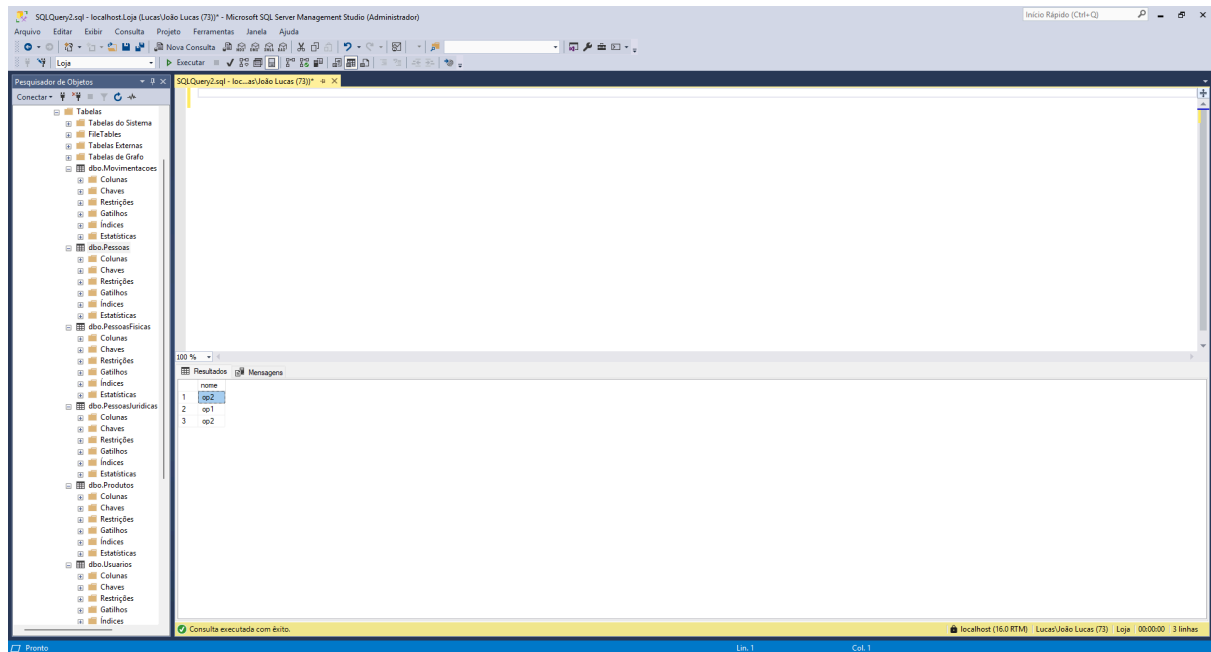 SQLQuery2.sql - localhost.Loja (Lucas\João Lucas (73))* - Microsoft SQL Server Management Studio (Administrador)
Início Rápido (Ctrl+Q)
Arquivo Editar Exibir Consulta Projeto Ferramentas Janela Ajuda
Nova Consulta
Loja
Executar
Pesquisador de Objetos
SQLQuery2.sql - loc...as\João Lucas (73))*
Conectar
Tabelas
Tabelas do Sistema
FileTables
Tabelas Externas
Tabelas de Grafo
dbo.Movimentacoes
Colunas
Chaves
Restrições
Gatilhos
Índices
Estatísticas
dbo.Pessoas
Colunas
Chaves
Restrições
Gatilhos
Índices
Estatísticas
dbo.PessoasFisicas
Colunas
Chaves
Restrições
Gatilhos
Índices
Estatísticas
dbo.PessoasJuridicas
Colunas
Chaves
Restrições
Gatilhos
Índices
Estatísticas
dbo.Produtos
Colunas
Chaves
Restrições
Gatilhos
Índices
Estatísticas
dbo.Usuarios
Colunas
Chaves
Restrições
Gatilhos
Índices
100 %
Resultados Mensagens
nome
1 op2
2 op1
3 op2
Consulta executada com êxito.
localhost (16.0 RTM) Lucas\João Lucas (73) Loja 00:00:00 3 linhas
Pronto
Lin. 1 Col. 1